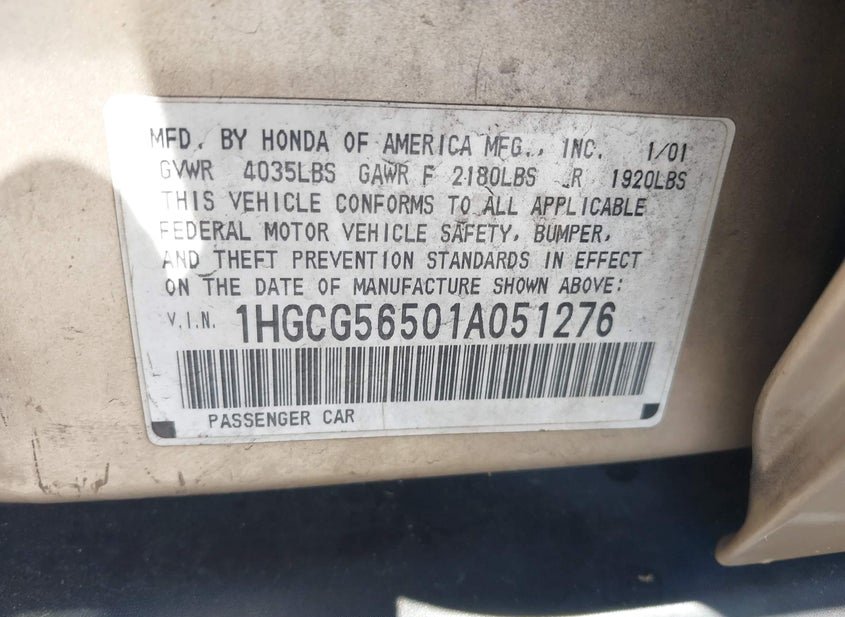 MFD. BY HONDA OF AMERICA MFG., INC. 1/01
GVWR 4035LBS GAWR F 2180LBS R 1920LBS
THIS VEHICLE CONFORMS TO ALL APPLICABLE
FEDERAL MOTOR VEHICLE SAFETY, BUMPER,
AND THEFT PREVENTION STANDARDS IN EFFECT
ON THE DATE OF MANUFACTURE SHOWN ABOVE:
V.I.N. 1HGCG56501A051276
PASSENGER CAR